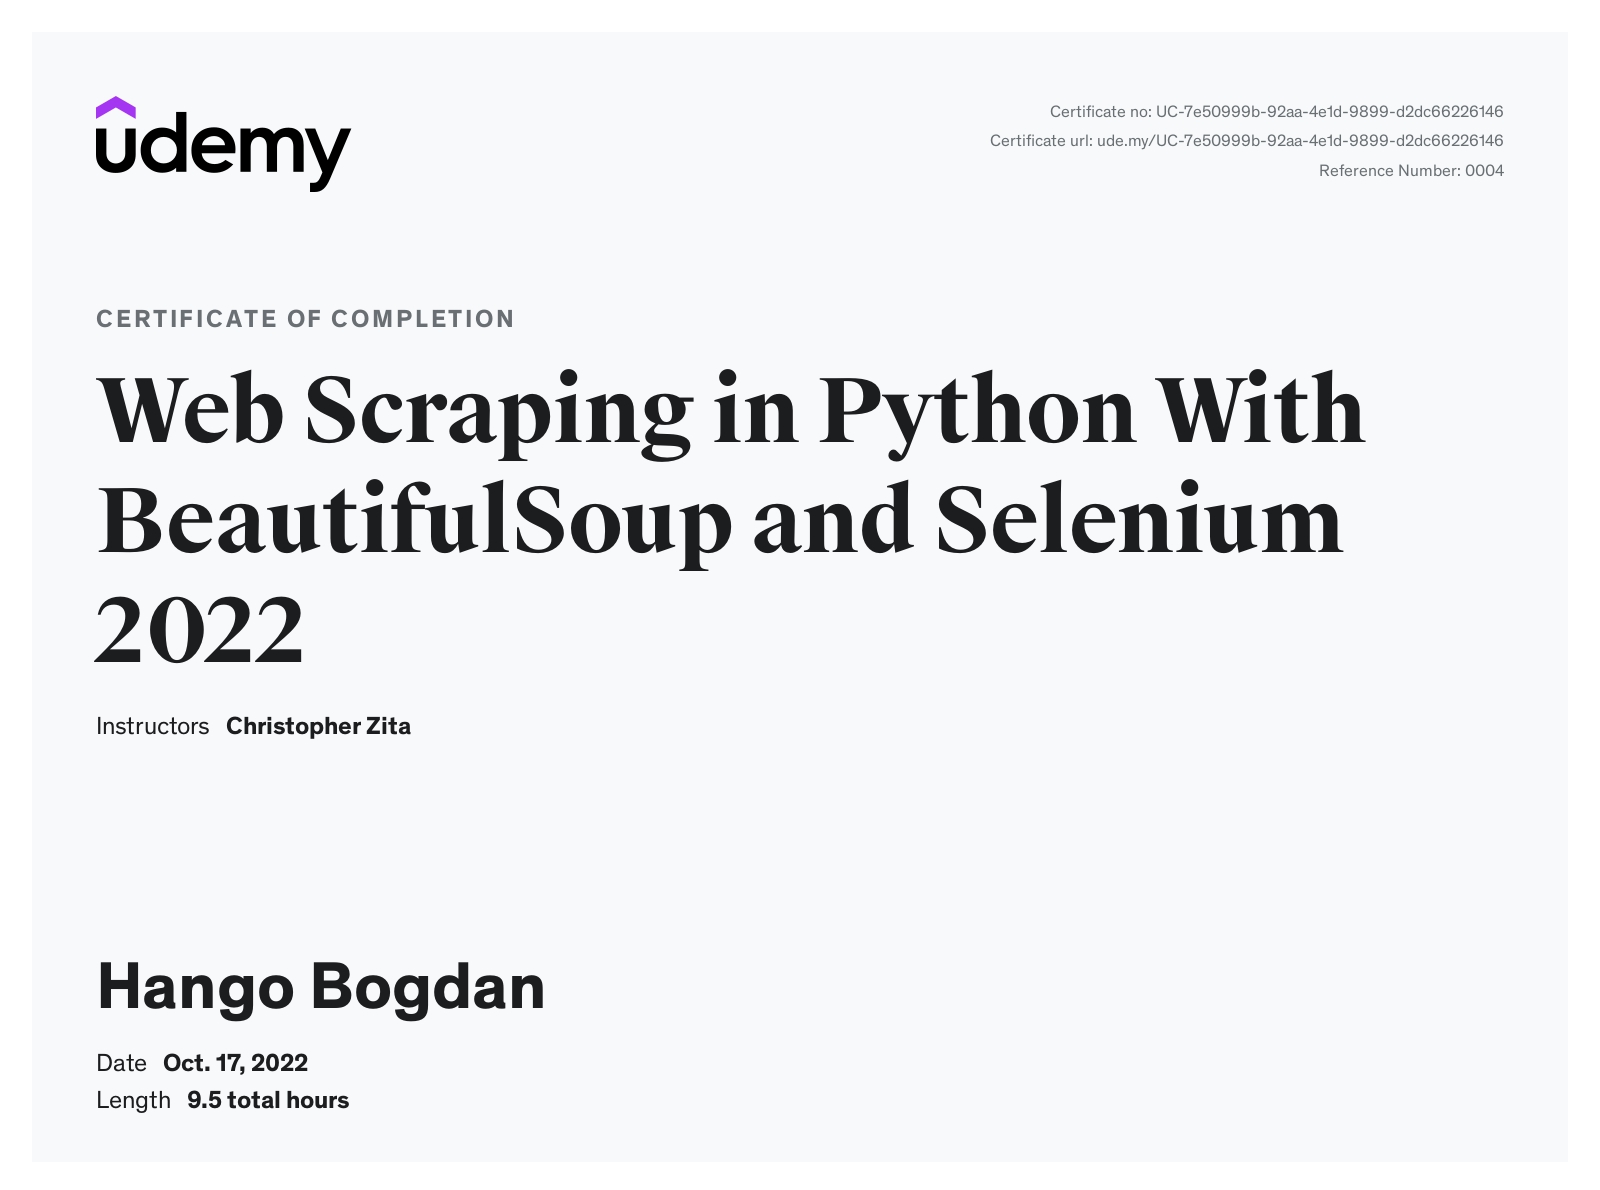 udemy
Certificate no: UC-7e50999b-92aa-4e1d-9899-d2dc66226146
Certificate url: ude.my/UC-7e50999b-92aa-4e1d-9899-d2dc66226146
Reference Number: 0004
CERTIFICATE OF COMPLETION
Web Scraping in Python With
BeautifulSoup and Selenium
2022
Instructors Christopher Zita
Hango Bogdan
Date Oct. 17, 2022
Length 9.5 total hours